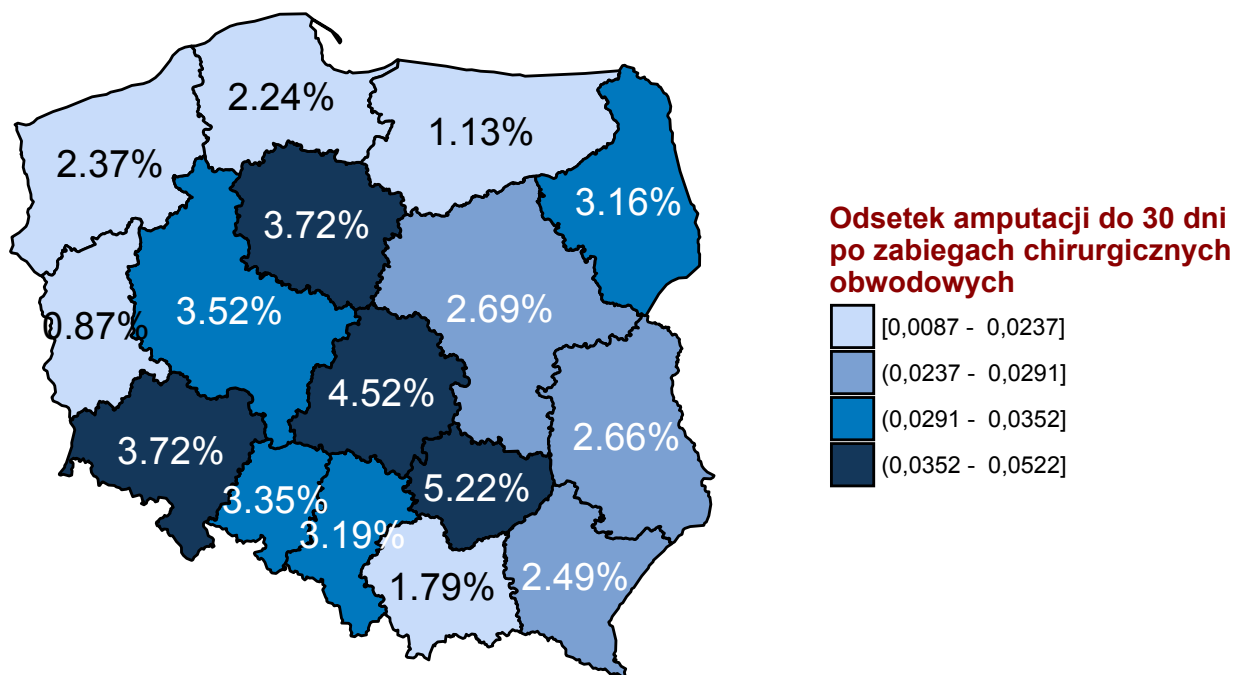 2.24%
1.13%
2.37%
3.16%
3.72%
3.52%
2.69%
0.87%
4.52%
3.72%
2.66%
5.22%
3.35%
3.19%
1.79%
2.49%
Odsetek amputacji do 30 dni
po zabiegach chirurgicznych
obwodowych
[0,0087 - 0,0237]
(0,0237 - 0,0291]
(0,0291 - 0,0352]
(0,0352 - 0,0522]